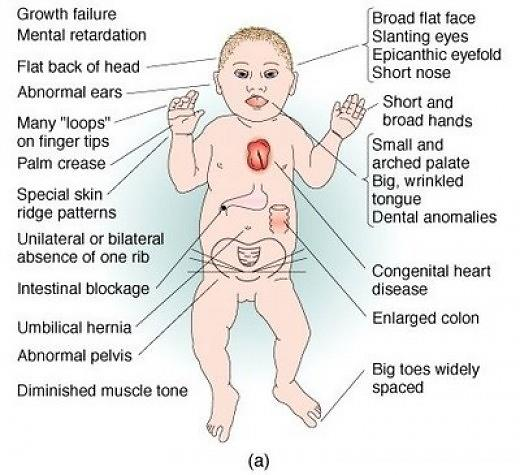 Growth failure
Mental retardation
Flat back of head
Abnormal ears
Many "loops"
on finger tips
Palm crease
Special skin
ridge patterns
Unilateral or bilateral
absence of one rib
Intestinal blockage
Umbilical hernia
Abnormal pelvis
Diminished muscle tone
Broad flat face
Slanting eyes
Epicanthic eyefold
Short nose
Short and
broad hands
Small and
arched palate
Big, wrinkled
tongue
Dental anomalies
Congenital heart
disease
Enlarged colon
Big toes widely
spaced
(a)